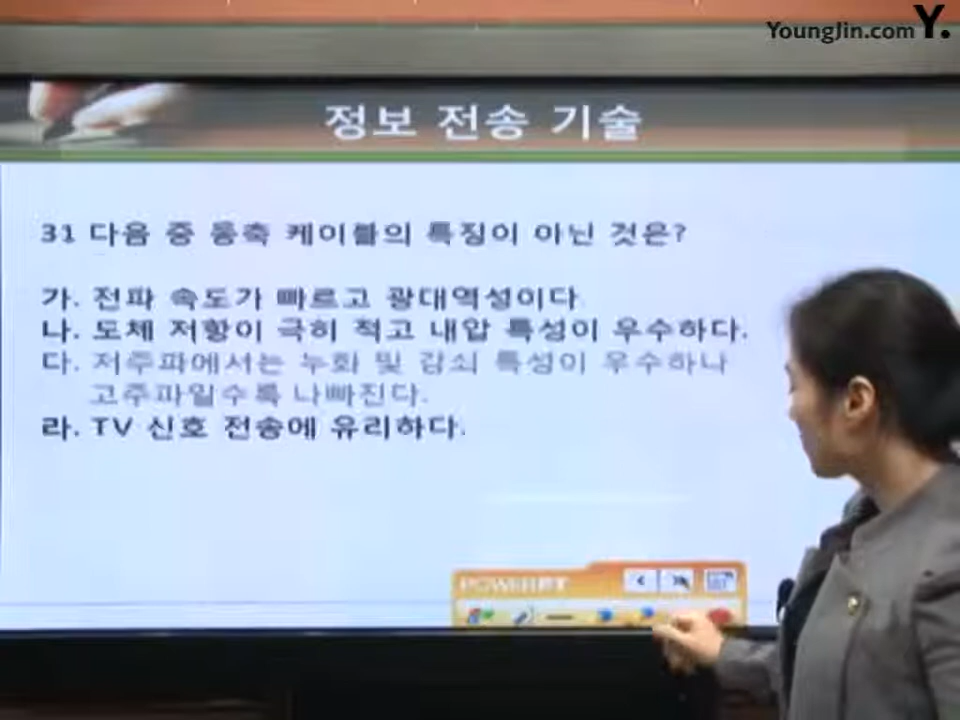 YoungJin.com Y.
정보 전송 기술
31 다음 중 동축 케이블의 특징이 아닌 것은?
가. 전파 속도가 빠르고 광대역성이다.
나. 도체 저항이 극히 적고 내압 특성이 우수하다.
다. 저주파에서는 누화 및 감쇠 특성이 우수하나
고주파일수록 나빠진다.
라. TV 신호 전송에 유리하다.